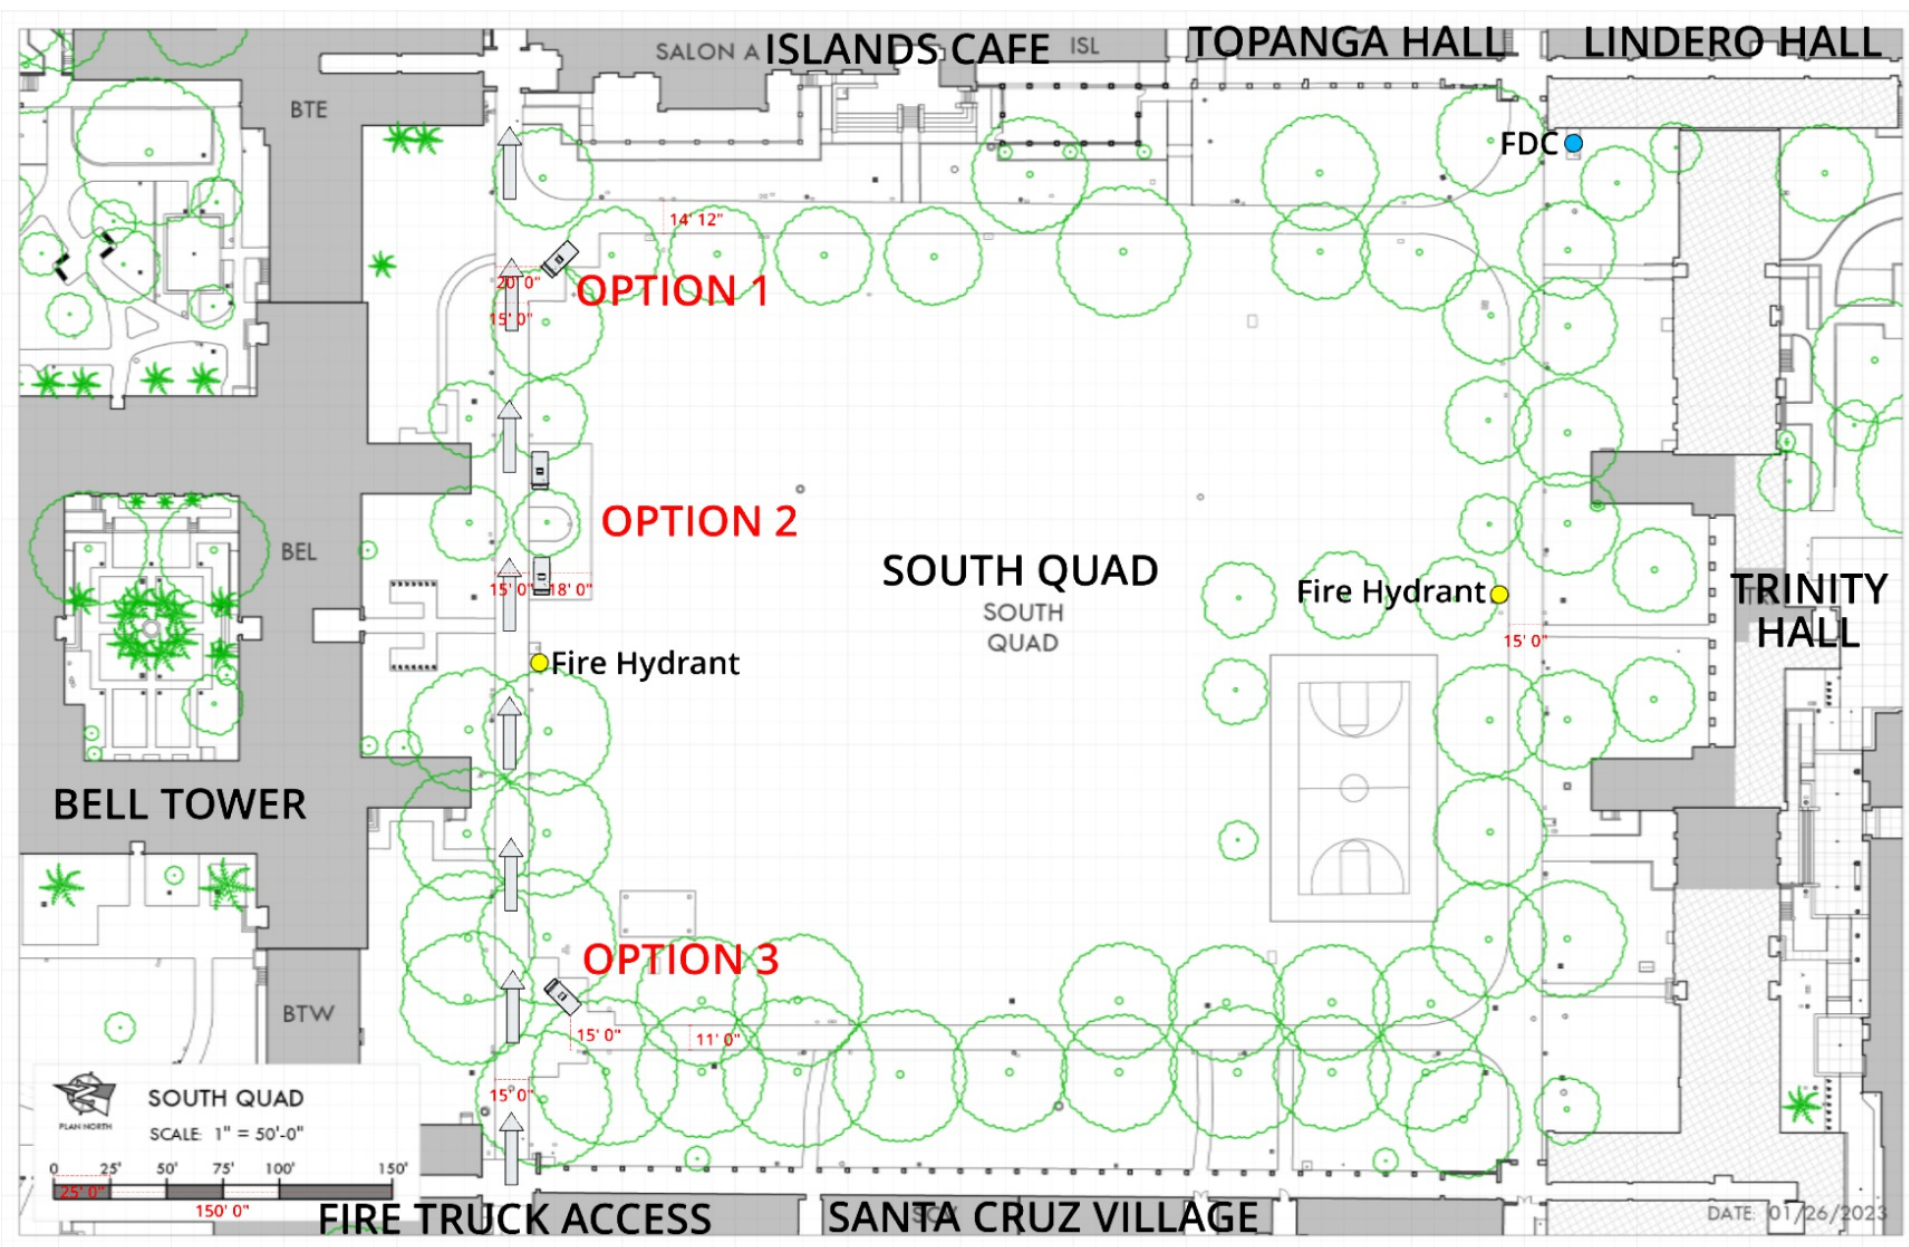 SALON A
ISLANDS CAFE
ISL
TOPANGA HALL
LINDERO HALL
BTE
FDC
14' 12"
20' 0"
OPTION 1
15' 0"
OPTION 2
BEL
SOUTH QUAD
SOUTH
QUAD
15' 0"
18' 0"
Fire Hydrant
TRINITY
HALL
15' 0"
Fire Hydrant
BELL TOWER
OPTION 3
BTW
15' 0"
11' 0"
15' 0"
PLAN NORTH
SOUTH QUAD
SCALE: 1" = 50'-0"
0 25' 50' 75' 100' 150'
25' 0"
150' 0"
FIRE TRUCK ACCESS
SANTA CRUZ VILLAGE
DATE: 01/26/2023